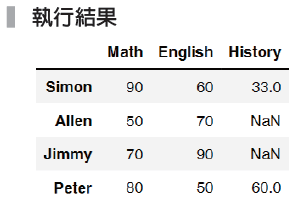 執行結果
Math English History
Simon 90 60 33.0
Allen 50 70 NaN
Jimmy 70 90 NaN
Peter 80 50 60.0